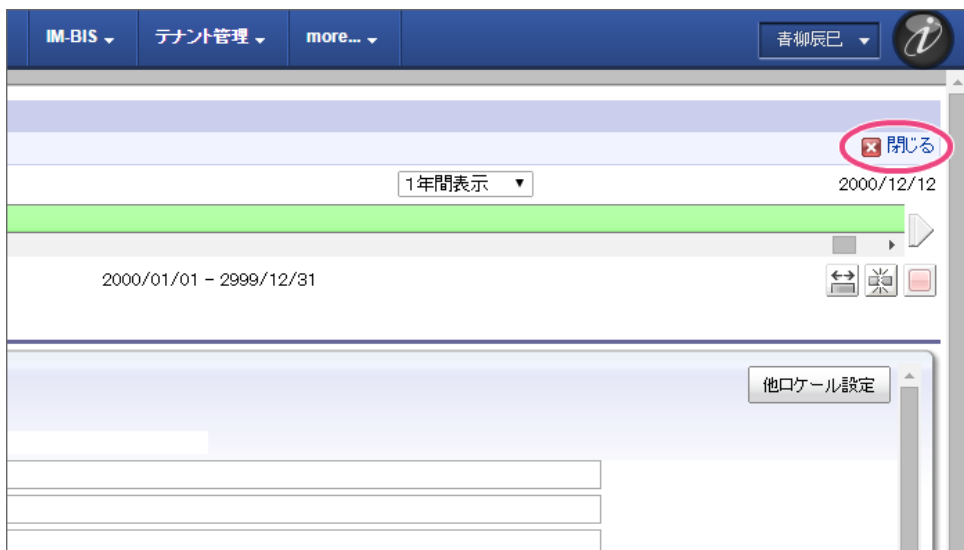 IM-BIS テナント管理 more... 青柳辰巳
閉じる
1年間表示 2000/12/12
2000/01/01 - 2999/12/31
他ロケール設定